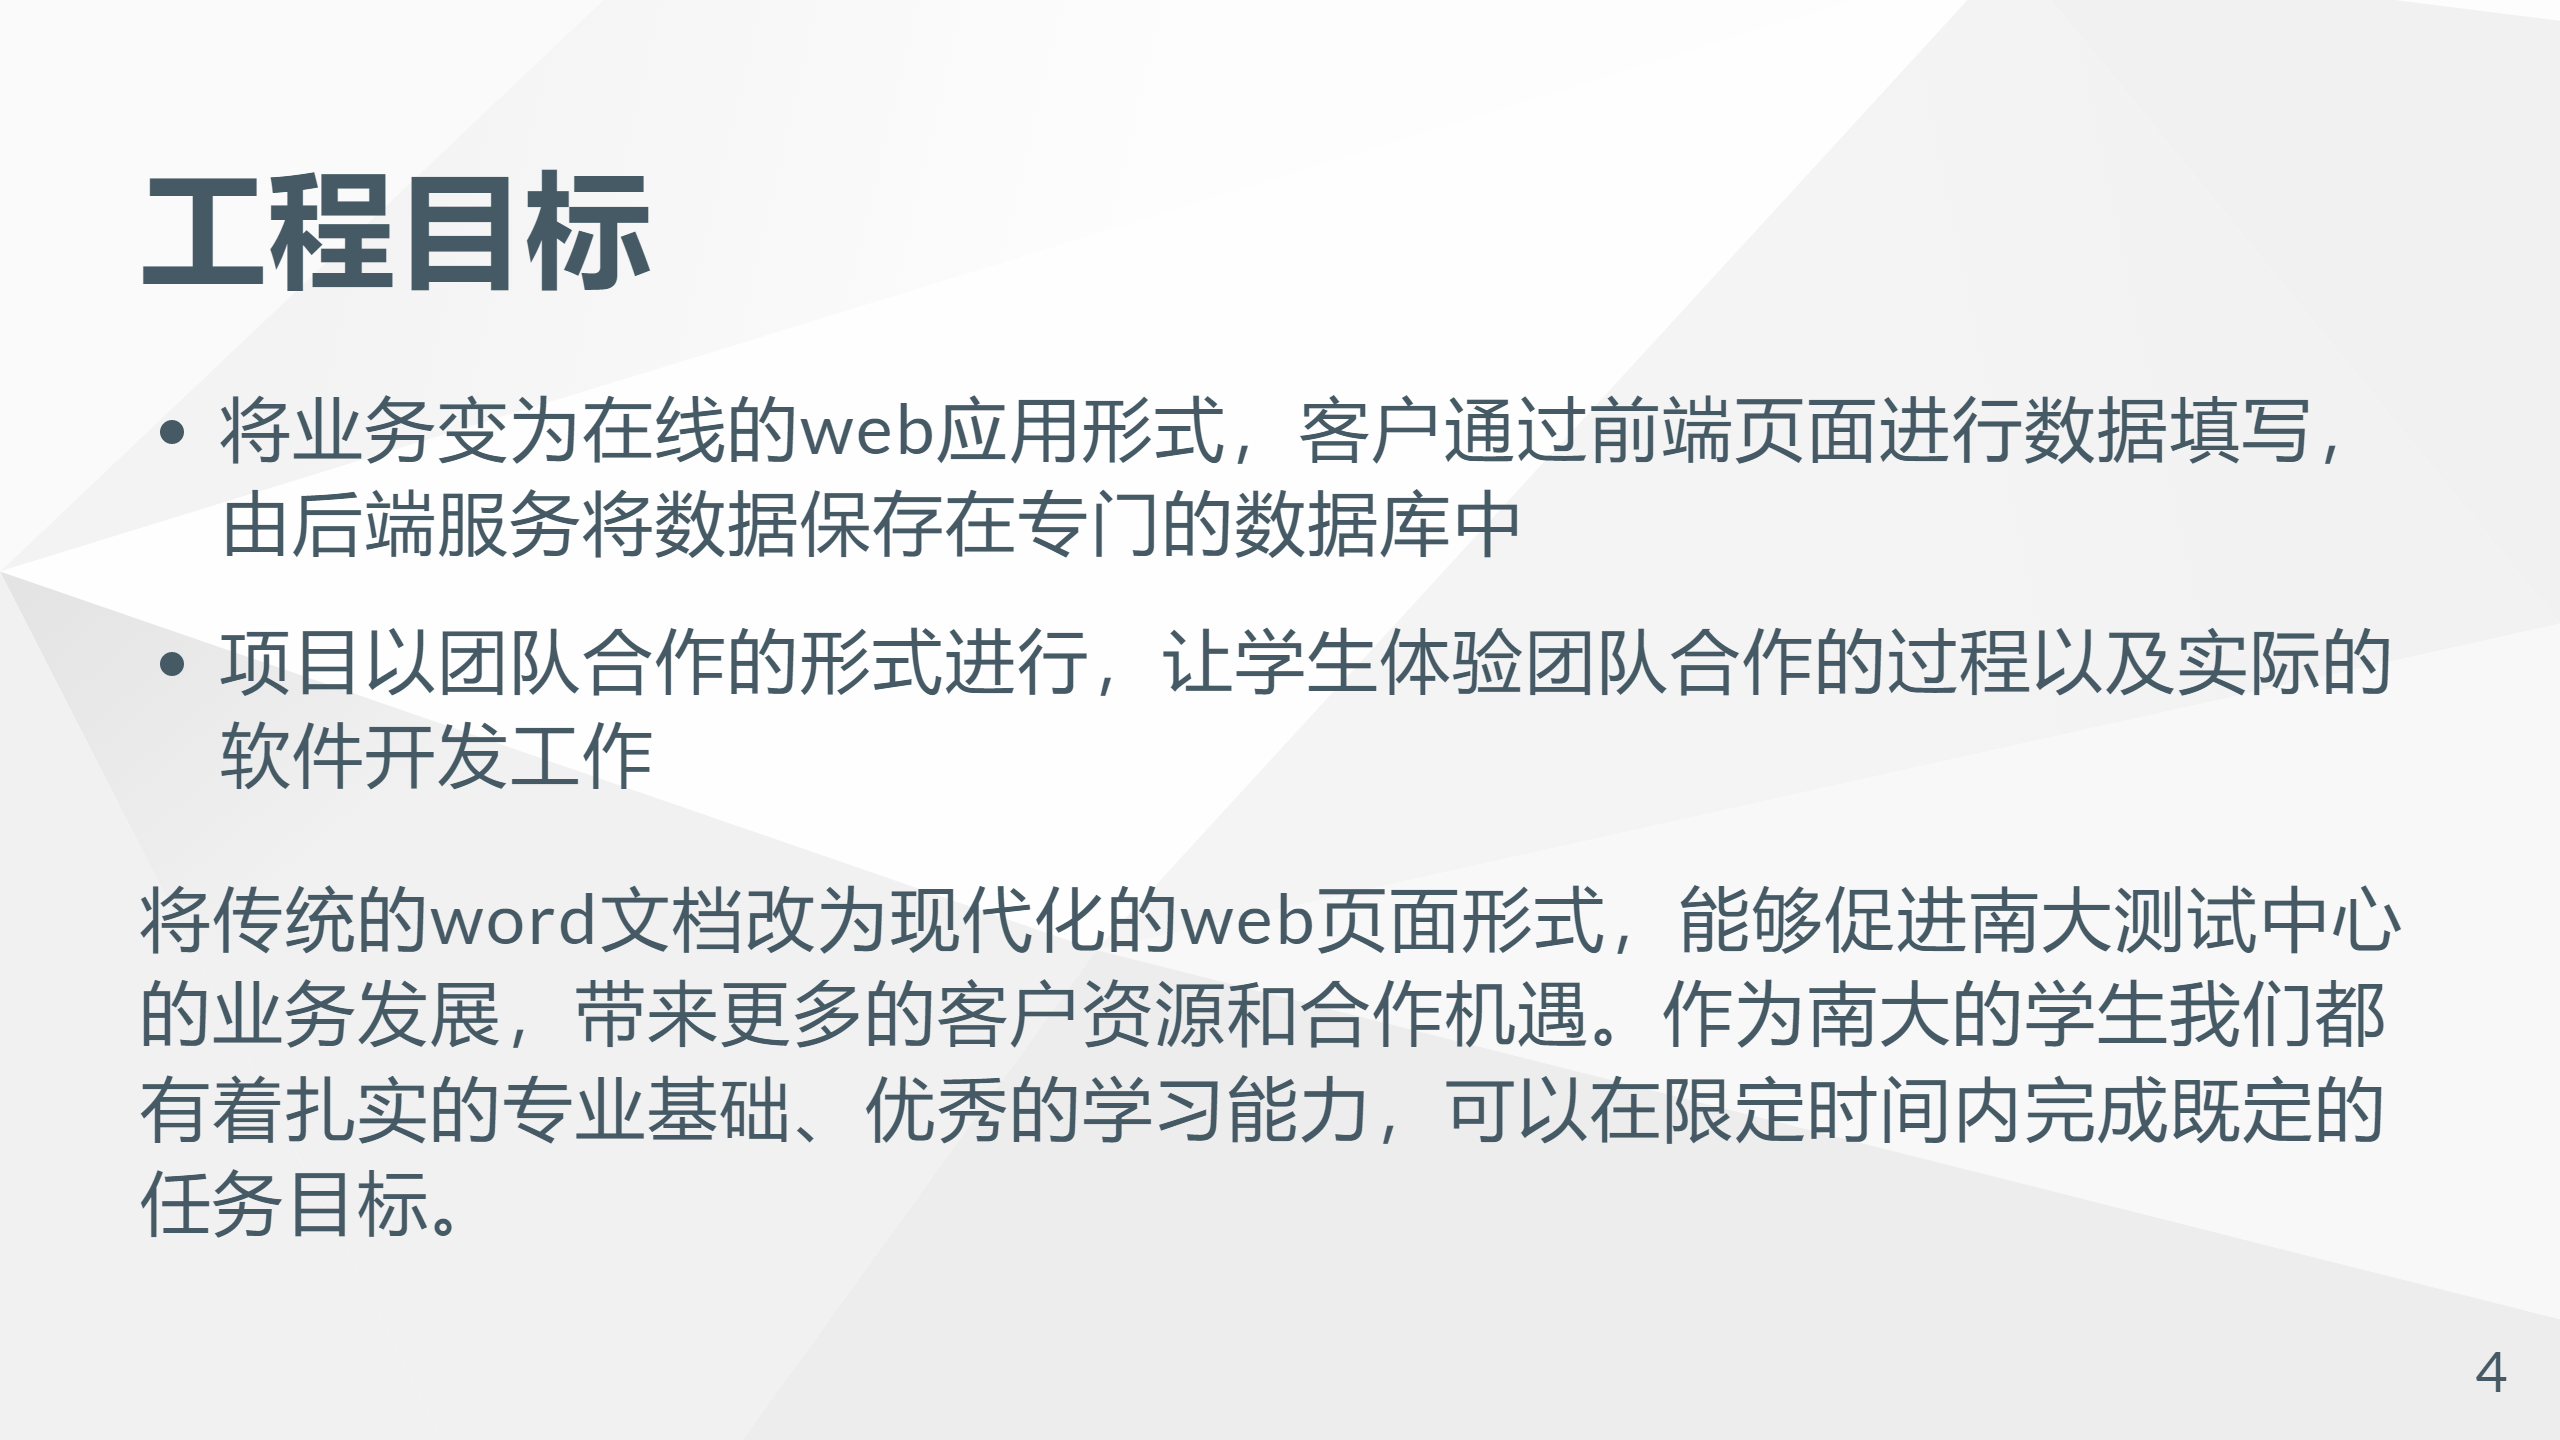 工程目标
• 将业务变为在线的web应用形式，客户通过前端页面进行数据填写，
由后端服务将数据保存在专门的数据库中
• 项目以团队合作的形式进行，让学生体验团队合作的过程以及实际的
软件开发工作
将传统的word文档改为现代化的web页面形式，能够促进南大测试中心
的业务发展，带来更多的客户资源和合作机遇。作为南大的学生我们都
有着扎实的专业基础、优秀的学习能力，可以在限定时间内完成既定的
任务目标。
4